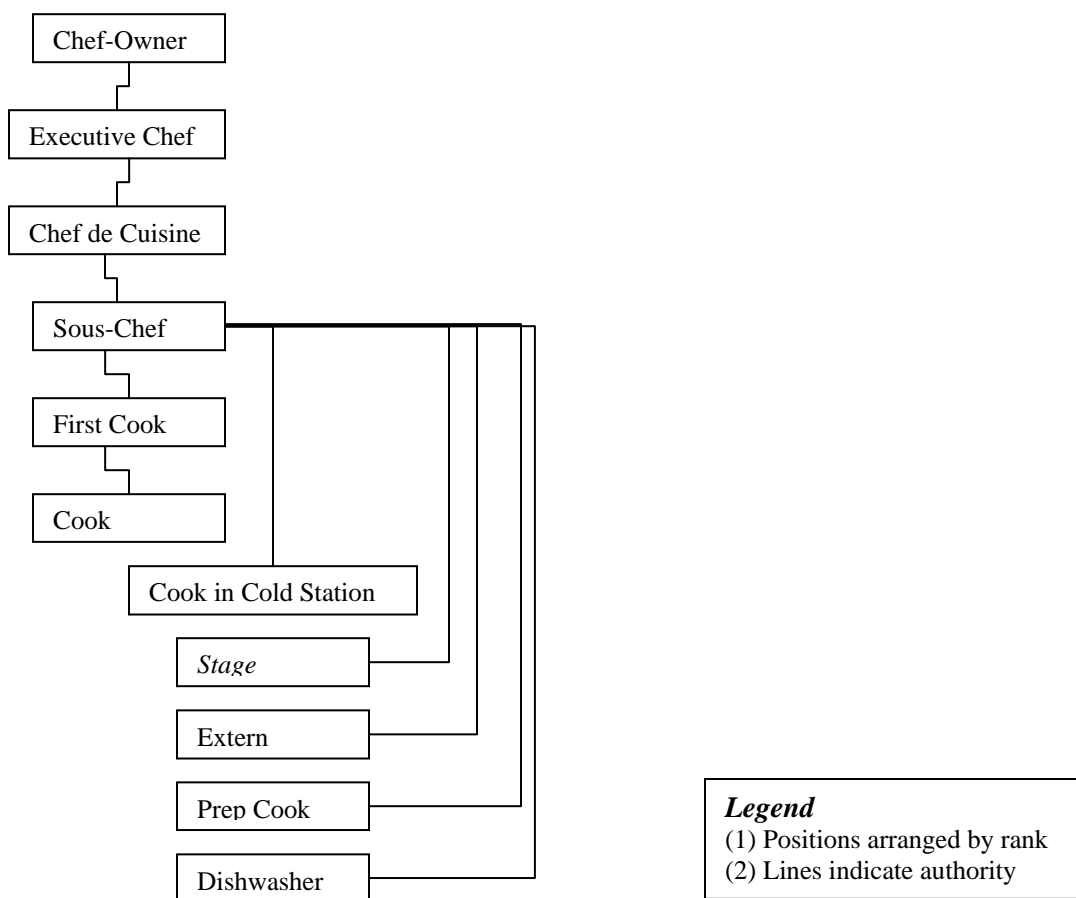 Chef-Owner
Executive Chef
Chef de Cuisine
Sous-Chef
First Cook
Cook
Cook in Cold Station
Stage
Extern
Prep Cook
Dishwasher
Legend
(1) Positions arranged by rank
(2) Lines indicate authority